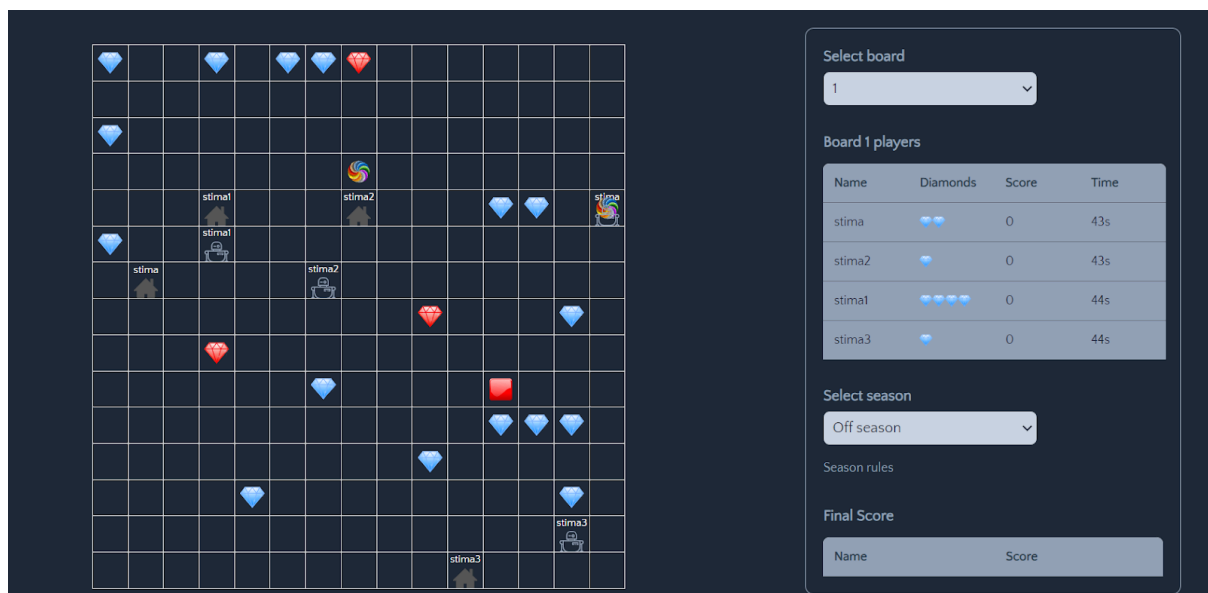 Select board
1
Board 1 players
Name Diamonds Score Time
stima 0 43s
stima2 0 43s
stima1 0 44s
stima3 0 44s
Select season
Off season
Season rules
Final Score
Name Score
stima1 stima2 stima
stima1
stima stima2
stima3
stima3